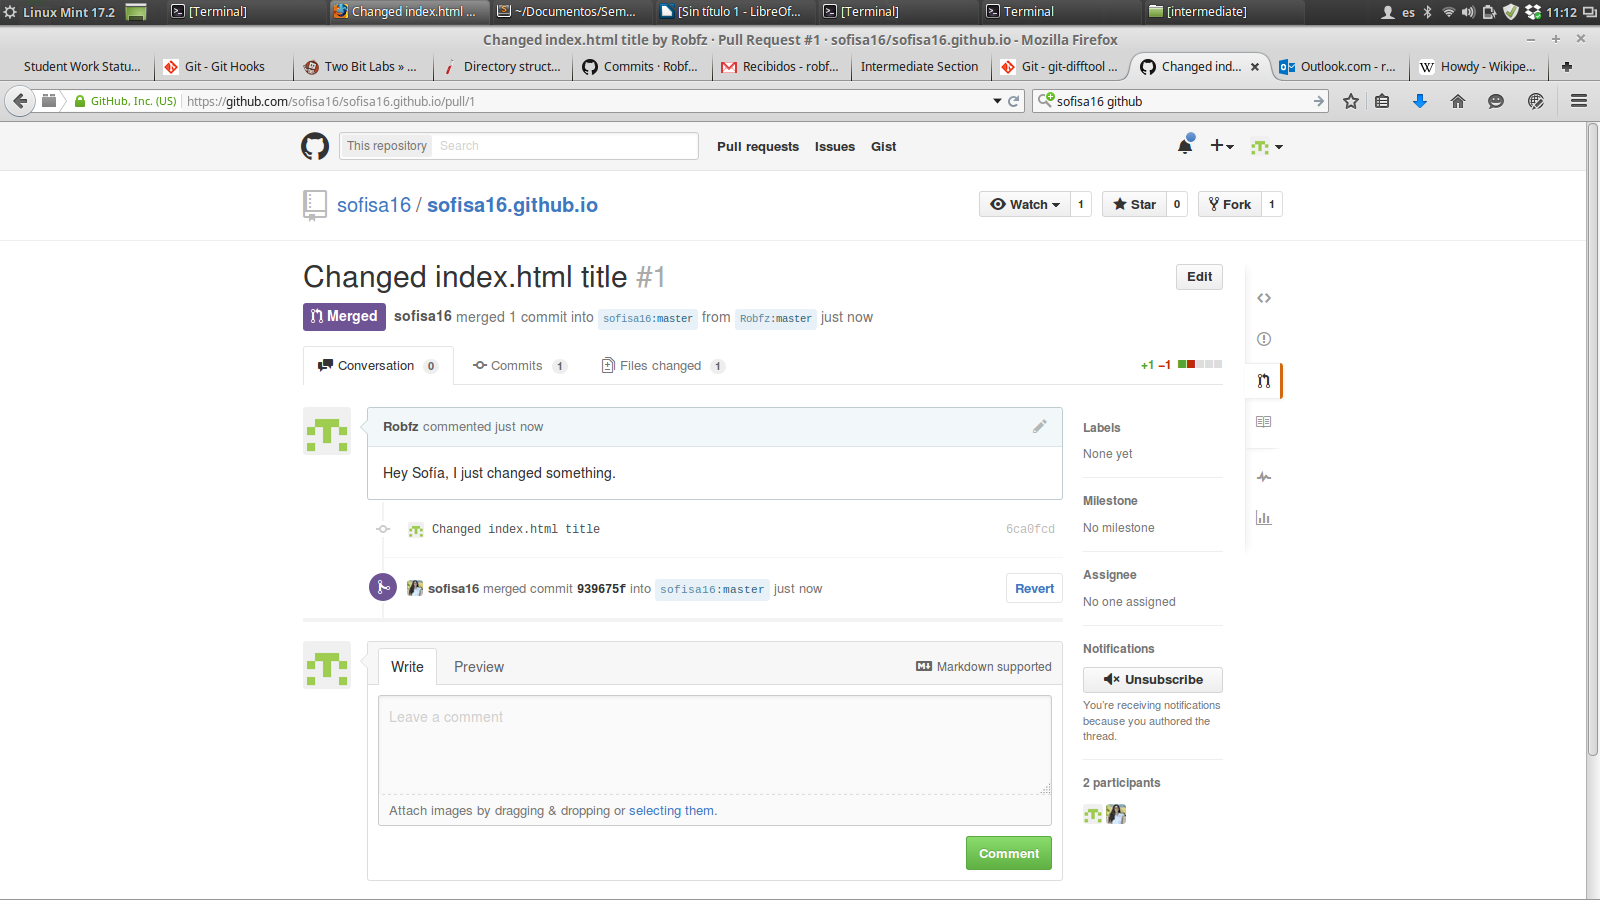 Linux Mint 17.2 [Terminal] Changed index.html ... ~/Documentos/Sem... [Sin título 1 - LibreOf... [Terminal] Terminal [intermediate] es 11:12
Changed index.html title by Robfz · Pull Request #1 · sofisa16/sofisa16.github.io - Mozilla Firefox
Student Work Statu... Git - Git Hooks Two Bit Labs » ... Directory struct... Commits · Robf... Recibidos - robf... Intermediate Section Git - git-difftool ... Changed ind... Outlook.com - r... Howdy - Wikipe...
GitHub, Inc. (US) https://github.com/sofisa16/sofisa16.github.io/pull/1 sofisa16 github
This repository Search Pull requests Issues Gist
sofisa16 / sofisa16.github.io Watch 1 Star 0 Fork 1
Changed index.html title #1 Edit
Merged sofisa16 merged 1 commit into sofisa16:master from Robfz:master just now
Conversation 0 Commits 1 Files changed 1 +1 −1
Robfz commented just now
Hey Sofía, I just changed something.
Changed index.html title 6ca0fcd
sofisa16 merged commit 939675f into sofisa16:master just now Revert
Labels
None yet
Milestone
No milestone
Assignee
No one assigned
Notifications
Unsubscribe
You're receiving notifications
because you authored the
thread.
2 participants
Write Preview Markdown supported
Leave a comment
Attach images by dragging & dropping or selecting them.
Comment